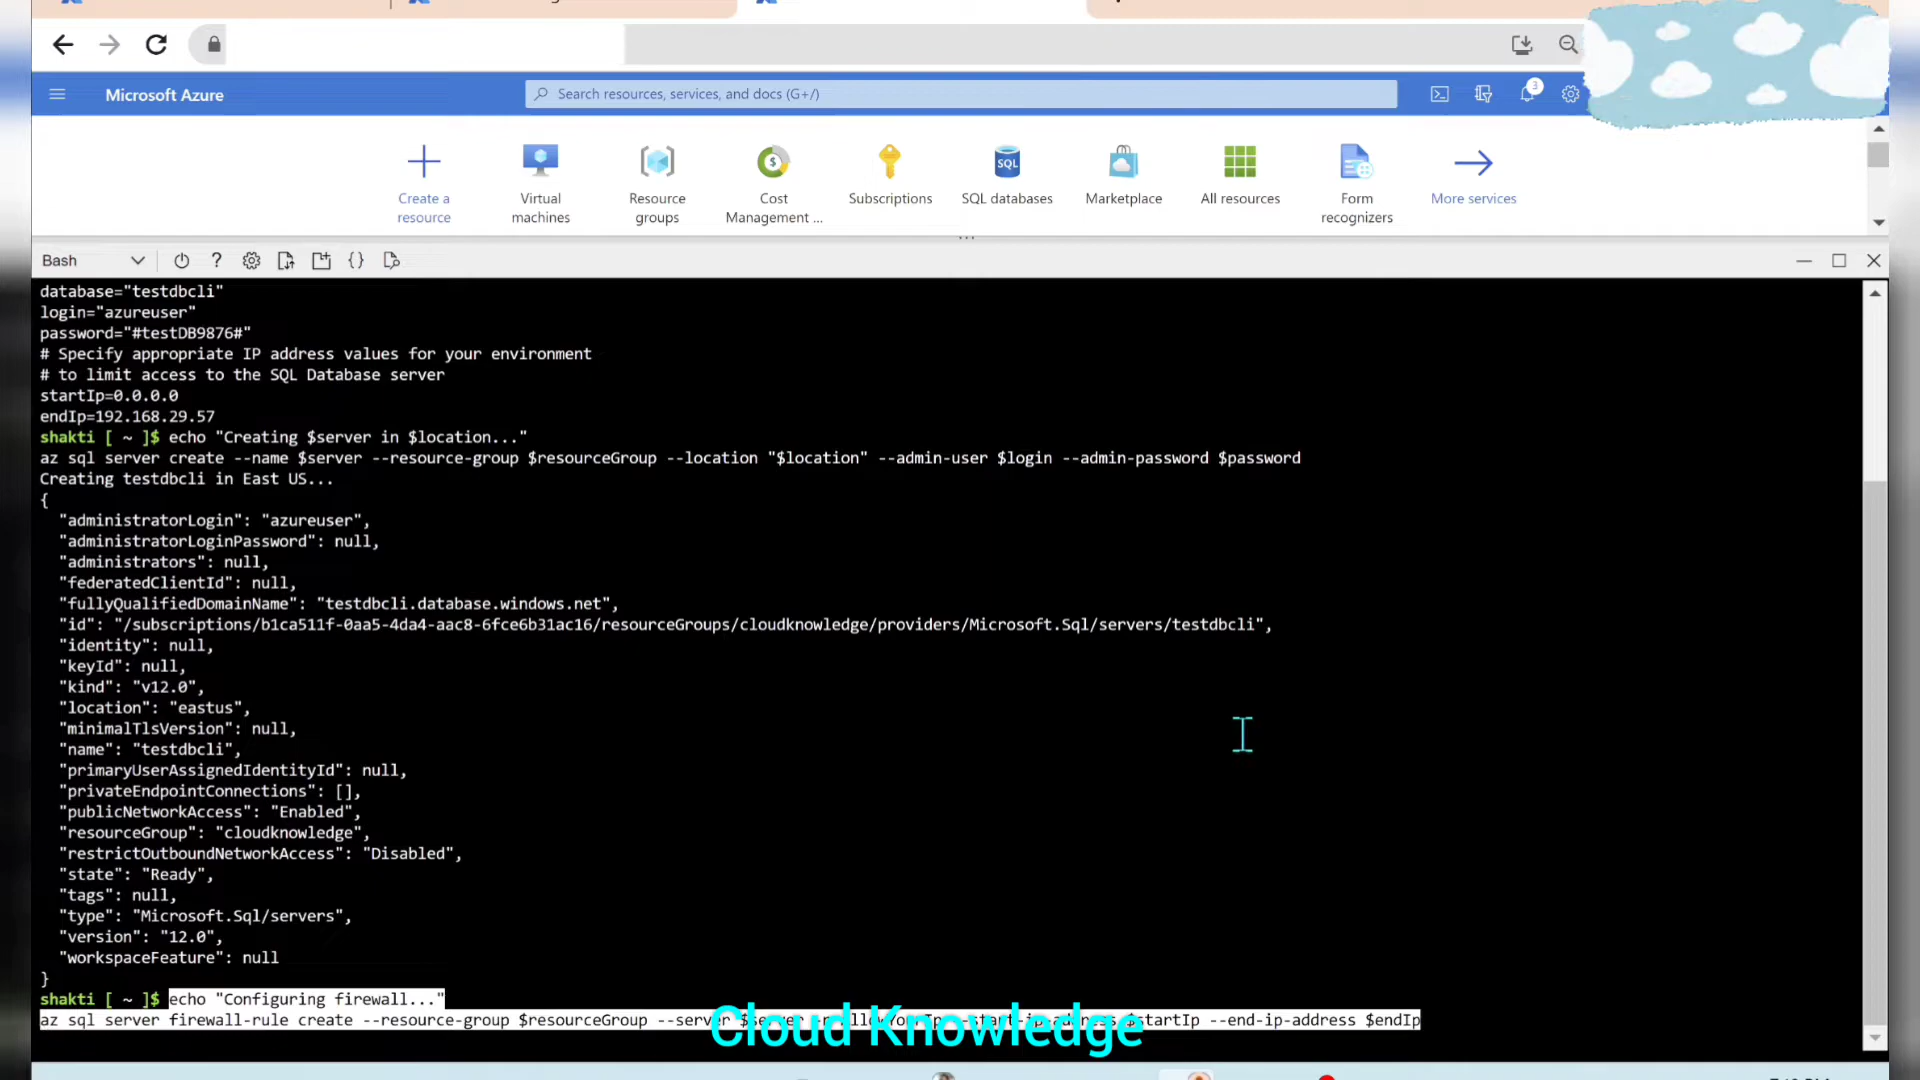 Microsoft Azure
Search resources, services, and docs (G+/)
3
Create a
resource
Virtual
machines
Resource
groups
Cost
Management ...
Subscriptions
SQL
SQL databases
Marketplace
All resources
Form
recognizers
More services
Bash
database="testdbcli"
login="azureuser"
password="#testDB9876#"
# Specify appropriate IP address values for your environment
# to limit access to the SQL Database server
startIp=0.0.0.0
endIp=192.168.29.57
shakti [ ~ ]$ echo "Creating $server in $location..."
az sql server create --name $server --resource-group $resourceGroup --location "$location" --admin-user $login --admin-password $password
Creating testdbcli in East US...
{
"administratorLogin": "azureuser",
"administratorLoginPassword": null,
"administrators": null,
"federatedClientId": null,
"fullyQualifiedDomainName": "testdbcli.database.windows.net",
"id": "/subscriptions/b1ca511f-0aa5-4da4-aac8-6fce6b31ac16/resourceGroups/cloudknowledge/providers/Microsoft.Sql/servers/testdbcli",
"identity": null,
"keyId": null,
"kind": "v12.0",
"location": "eastus",
"minimalTlsVersion": null,
"name": "testdbcli",
"primaryUserAssignedIdentityId": null,
"privateEndpointConnections": [],
"publicNetworkAccess": "Enabled",
"resourceGroup": "cloudknowledge",
"restrictOutboundNetworkAccess": "Disabled",
"state": "Ready",
"tags": null,
"type": "Microsoft.Sql/servers",
"version": "12.0",
"workspaceFeature": null
}
shakti [ ~ ]$ echo "Configuring firewall..."
az sql server firewall-rule create --resource-group $resourceGroup --server $server $startIp --end-ip-address $endIp
Cloud Knowledge